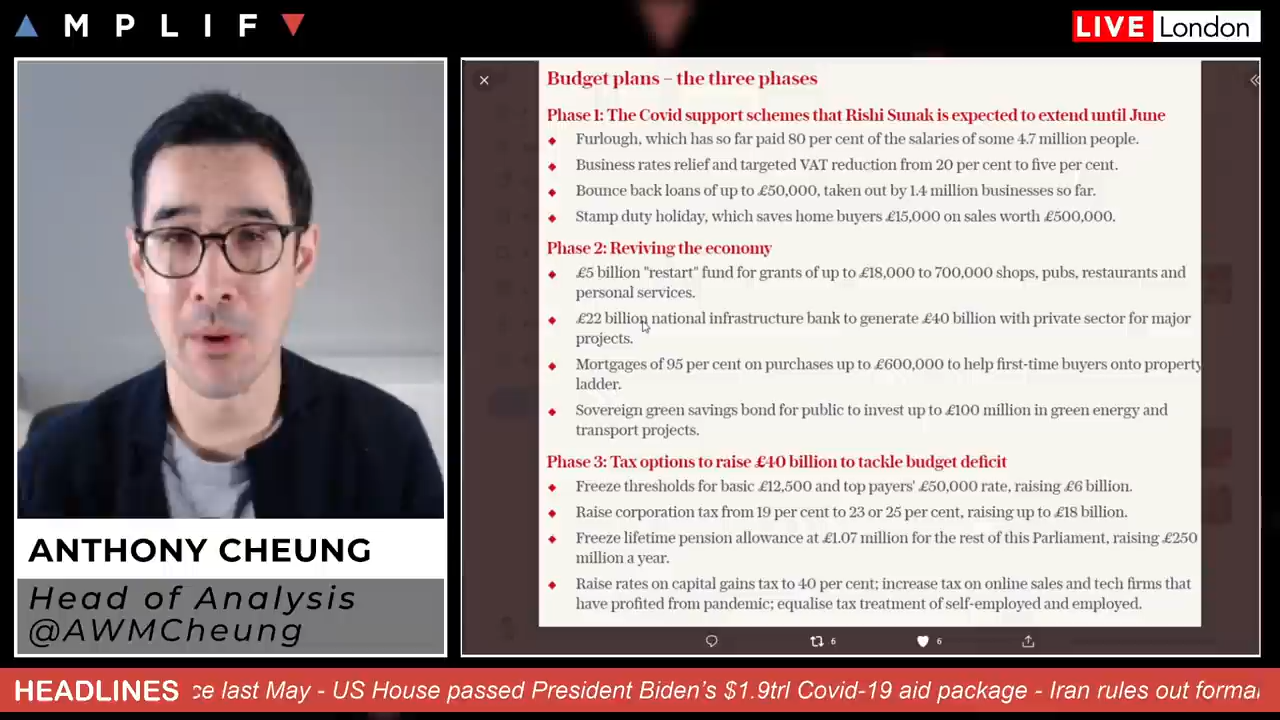 MPLIF
LIVE London
Budget plans – the three phases
Phase 1: The Covid support schemes that Rishi Sunak is expected to extend until June
Furlough, which has so far paid 80 per cent of the salaries of some 4.7 million people.
Business rates relief and targeted VAT reduction from 20 per cent to five per cent.
Bounce back loans of up to £50,000, taken out by 1.4 million businesses so far.
Stamp duty holiday, which saves home buyers £15,000 on sales worth £500,000.
Phase 2: Reviving the economy
£5 billion "restart" fund for grants of up to £18,000 to 700,000 shops, pubs, restaurants and
personal services.
£22 billion national infrastructure bank to generate £40 billion with private sector for major
projects.
Mortgages of 95 per cent on purchases up to £600,000 to help first-time buyers onto property
ladder.
Sovereign green savings bond for public to invest up to £100 million in green energy and
transport projects.
Phase 3: Tax options to raise £40 billion to tackle budget deficit
Freeze thresholds for basic £12,500 and top payers' £50,000 rate, raising £6 billion.
Raise corporation tax from 19 per cent to 23 or 25 per cent, raising up to £18 billion.
Freeze lifetime pension allowance at £1.07 million for the rest of this Parliament, raising £250
million a year.
Raise rates on capital gains tax to 40 per cent; increase tax on online sales and tech firms that
have profited from pandemic; equalise tax treatment of self-employed and employed.
6
6
ANTHONY CHEUNG
Head of Analysis
@AWMCheung
HEADLINES ce last May - US House passed President Biden's $1.9trl Covid-19 aid package - Iran rules out formal